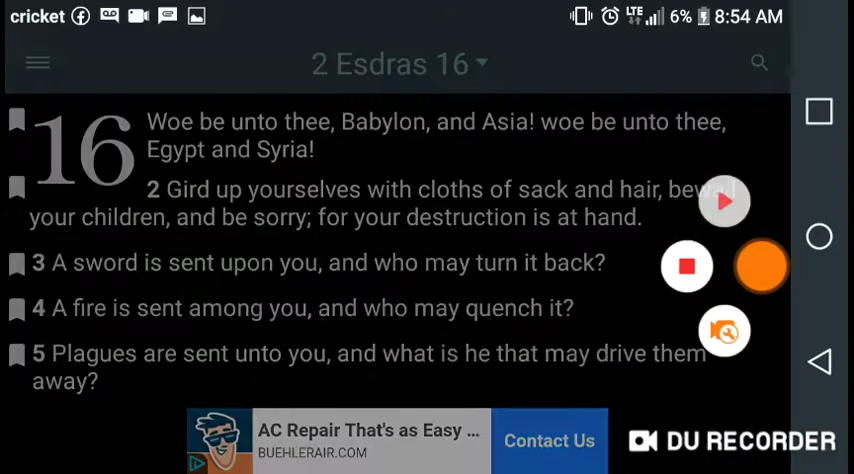 cricket LTE 6% 8:54 AM
2 Esdras 16
16 Woe be unto thee, Babylon, and Asia! woe be unto thee,
Egypt and Syria!
2 Gird up yourselves with cloths of sack and hair, bewail
your children, and be sorry; for your destruction is at hand.
3 A sword is sent upon you, and who may turn it back?
4 A fire is sent among you, and who may quench it?
5 Plagues are sent unto you, and what is he that may drive them
away?
AC Repair That's as Easy ...
BUEHLERAIR.COM
Contact Us
DU RECORDER